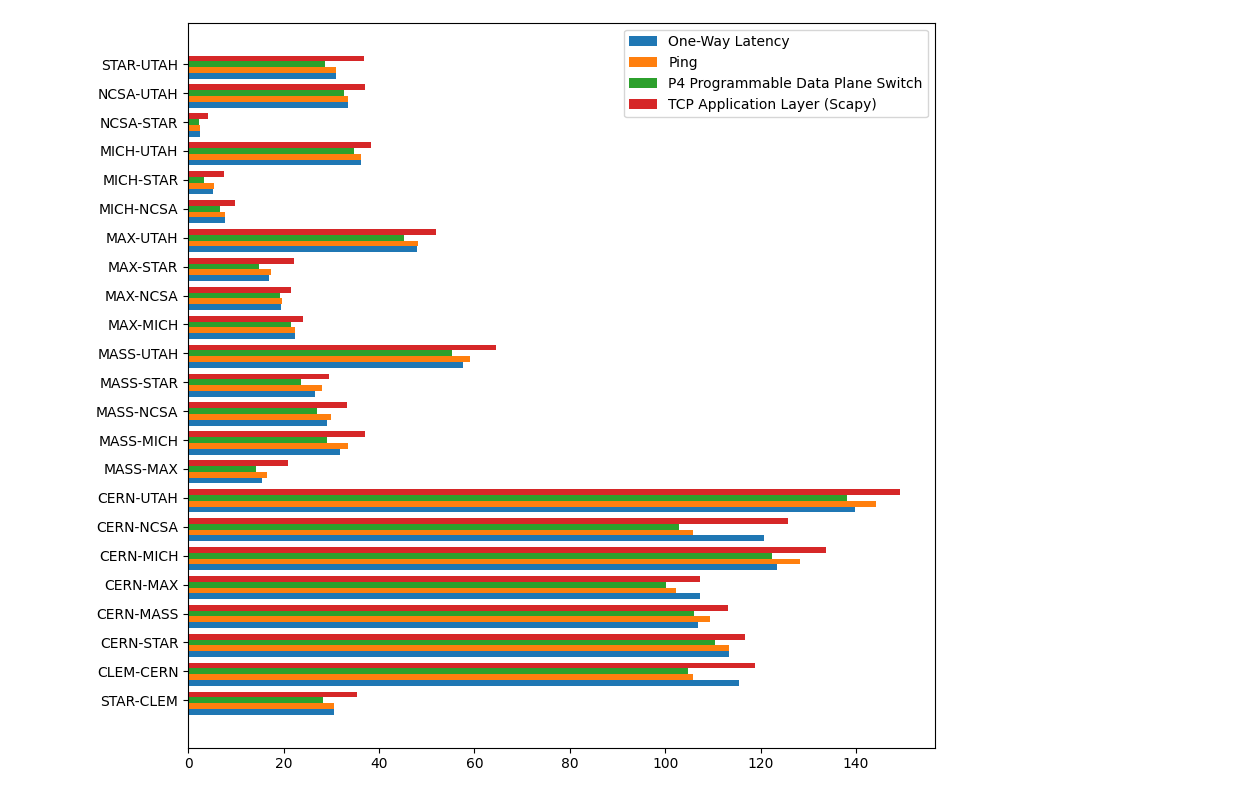 One-Way Latency
Ping
P4 Programmable Data Plane Switch
TCP Application Layer (Scapy)
STAR-UTAH
NCSA-UTAH
NCSA-STAR
MICH-UTAH
MICH-STAR
MICH-NCSA
MAX-UTAH
MAX-STAR
MAX-NCSA
MAX-MICH
MASS-UTAH
MASS-STAR
MASS-NCSA
MASS-MICH
MASS-MAX
CERN-UTAH
CERN-NCSA
CERN-MICH
CERN-MAX
CERN-MASS
CERN-STAR
CLEM-CERN
STAR-CLEM
0 20 40 60 80 100 120 140